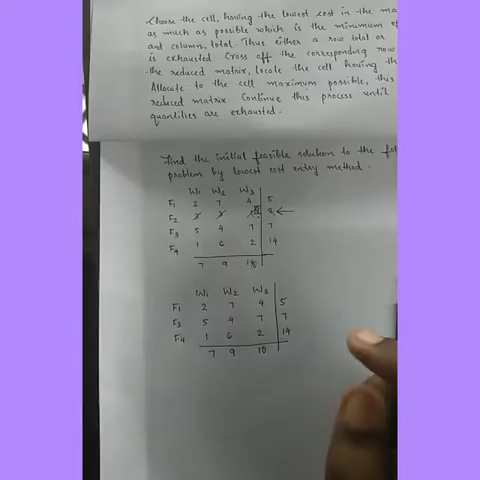 Choose the cell, having the lowest cost in the ma
as much as possible which is the minimum of
and column, total. Thus either a row total or
is exhausted. Cross off the corresponding row
the reduced matrix, locate the cell having th
Allocate to the cell maximum possible, this
reduced matrix Continue this process until
quantities are exhausted.
Find the initial feasible solution to the fol
problem by lowest cost entry method.
W1 W2 W3
F1 2 7 4 5
F2 3 3 1 8 8 ←
F3 5 4 7 7
F4 1 6 2 14
7 9 18
W1 W2 W3
F1 2 7 4 5
F3 5 4 7 7
F4 1 6 2 14
7 9 10